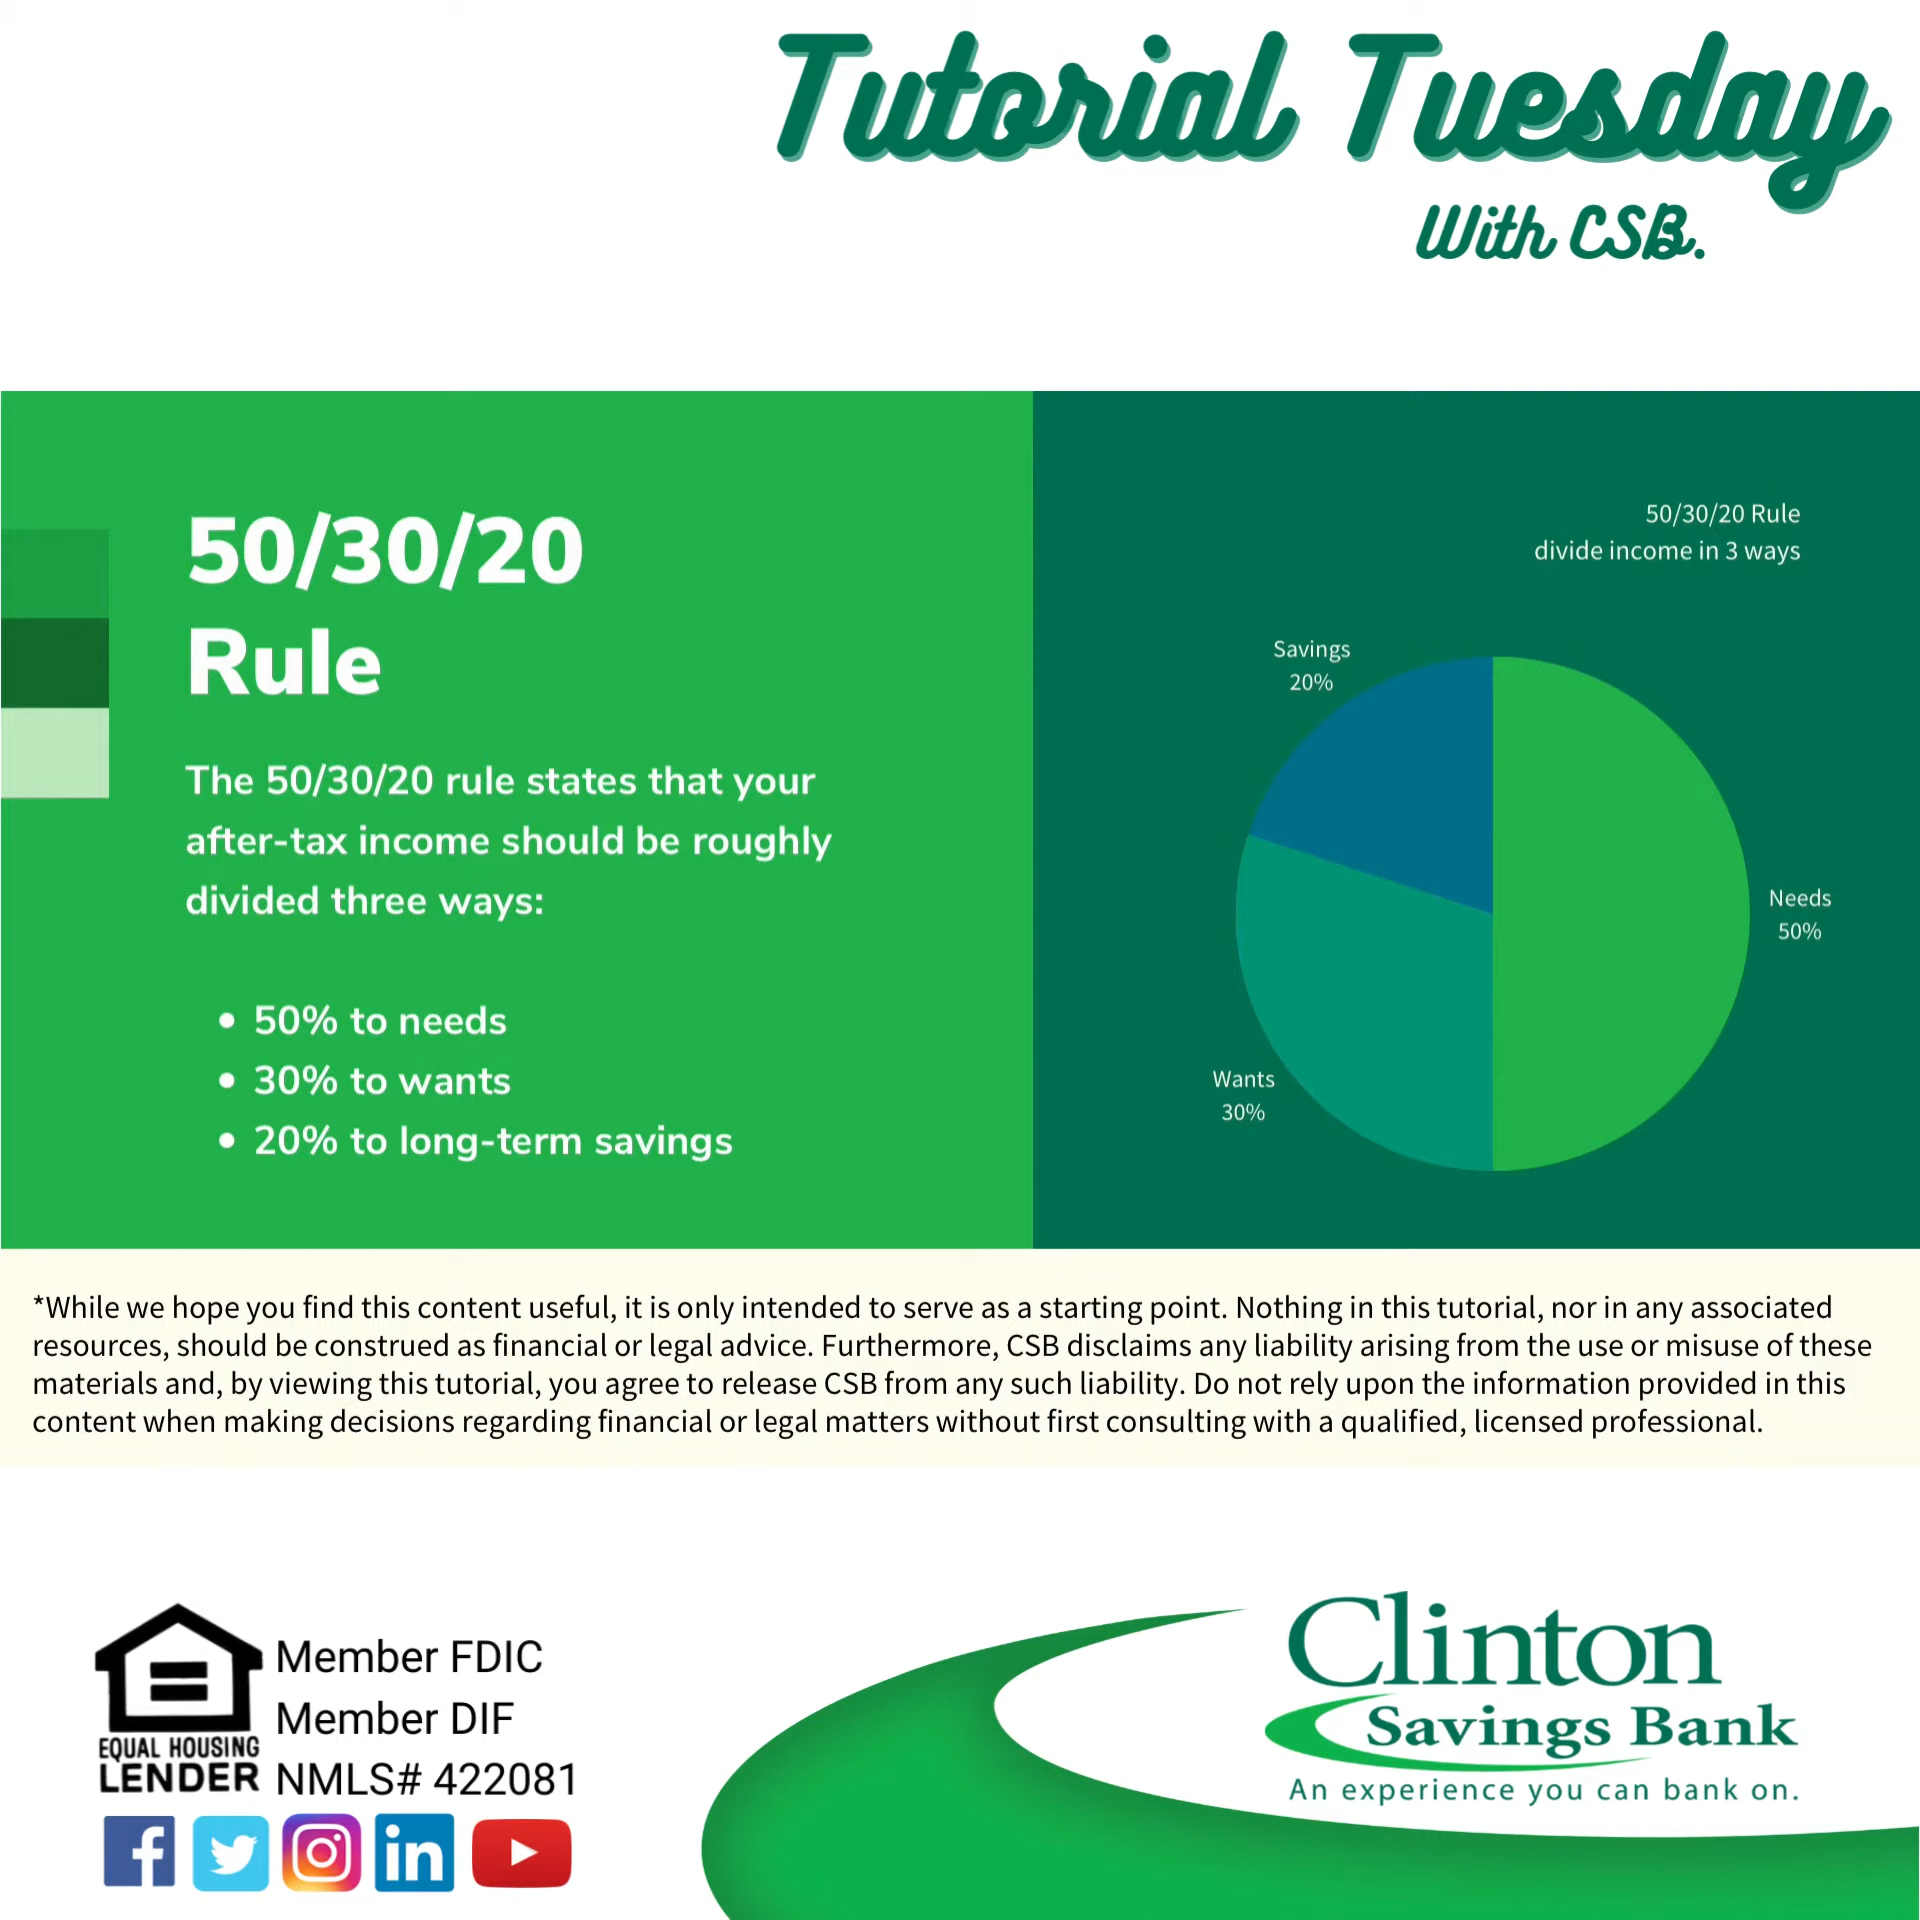 Tutorial Tuesday
With CSB.
50/30/20
Rule
The 50/30/20 rule states that your
after-tax income should be roughly
divided three ways:
• 50% to needs
• 30% to wants
• 20% to long-term savings
50/30/20 Rule
divide income in 3 ways
Savings
20%
Needs
50%
Wants
30%
*While we hope you find this content useful, it is only intended to serve as a starting point. Nothing in this tutorial, nor in any associated
resources, should be construed as financial or legal advice. Furthermore, CSB disclaims any liability arising from the use or misuse of these
materials and, by viewing this tutorial, you agree to release CSB from any such liability. Do not rely upon the information provided in this
content when making decisions regarding financial or legal matters without first consulting with a qualified, licensed professional.
EQUAL HOUSING
LENDER
Member FDIC
Member DIF
NMLS# 422081
f
in
Clinton
Savings Bank
An experience you can bank on.